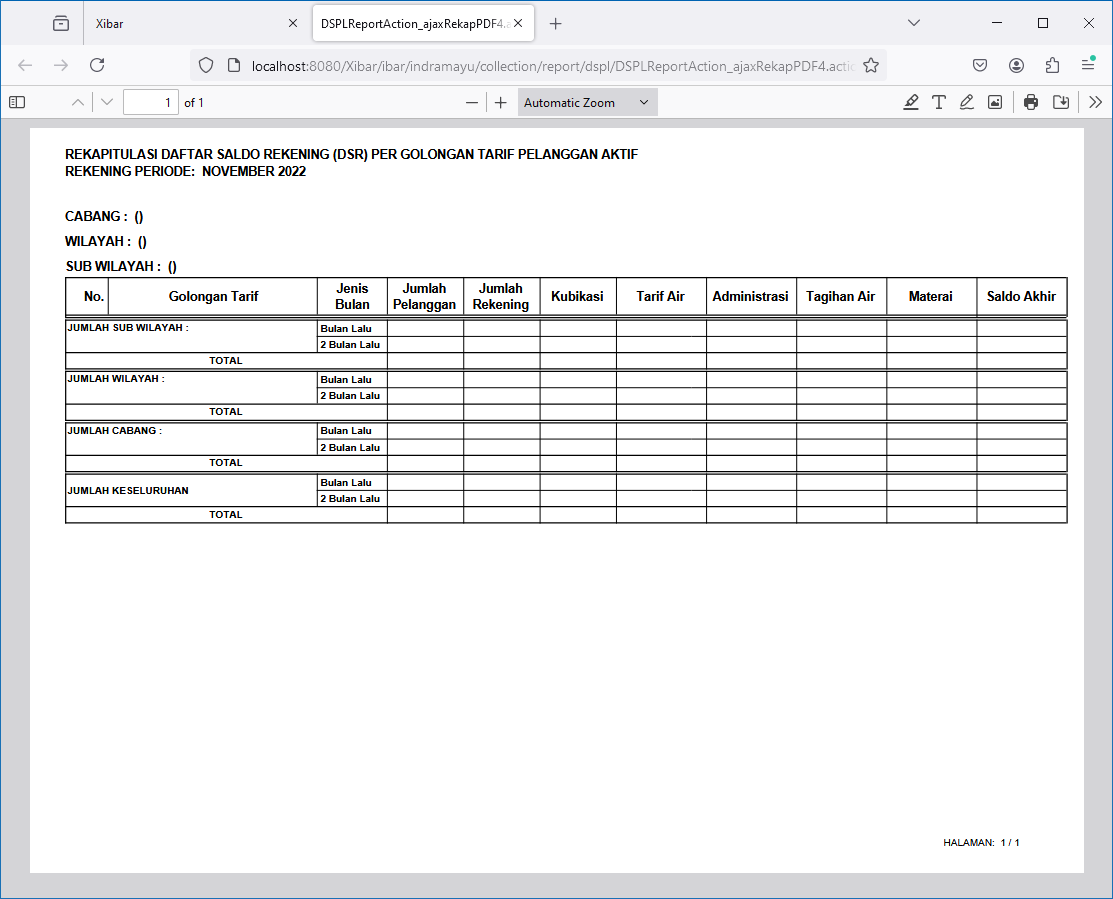 Xibar
DSPLReportAction_ajaxRekapPDF4.a
localhost:8080/Xibar/ibar/indramayu/collection/report/dspl/DSPLReportAction_ajaxRekapPDF4.actio
1 of 1
Automatic Zoom
REKAPITULASI DAFTAR SALDO REKENING (DSR) PER GOLONGAN TARIF PELANGGAN AKTIF
REKENING PERIODE: NOVEMBER 2022
CABANG : ()
WILAYAH : ()
SUB WILAYAH : ()
No. Golongan Tarif Jenis Bulan Jumlah Pelanggan Jumlah Rekening Kubikasi Tarif Air Administrasi Tagihan Air Materai Saldo Akhir
JUMLAH SUB WILAYAH : Bulan Lalu
2 Bulan Lalu
TOTAL
JUMLAH WILAYAH : Bulan Lalu
2 Bulan Lalu
TOTAL
JUMLAH CABANG : Bulan Lalu
2 Bulan Lalu
TOTAL
JUMLAH KESELURUHAN Bulan Lalu
2 Bulan Lalu
TOTAL
HALAMAN: 1 / 1